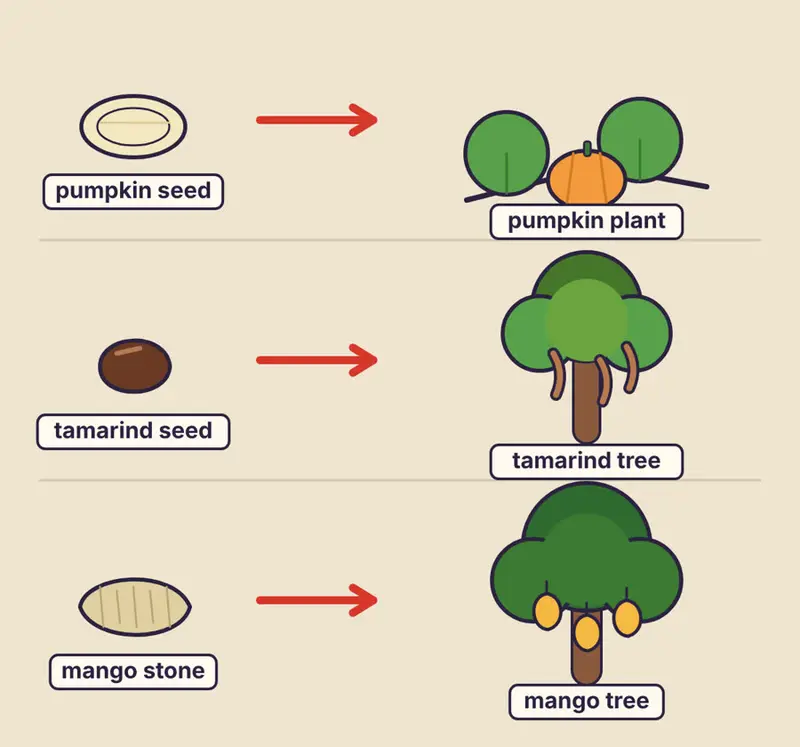 pumpkin seed
pumpkin plant
tamarind seed
tamarind tree
mango stone
mango tree